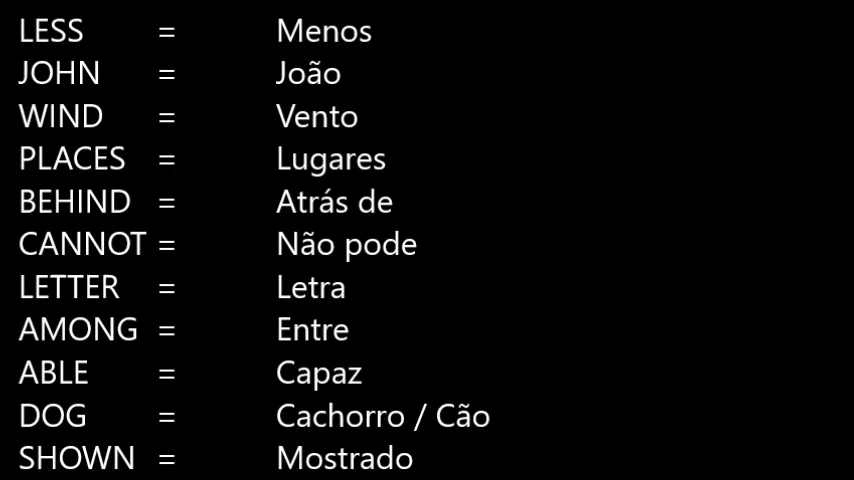 LESS = Menos
JOHN = João
WIND = Vento
PLACES = Lugares
BEHIND = Atrás de
CANNOT = Não pode
LETTER = Letra
AMONG = Entre
ABLE = Capaz
DOG = Cachorro / Cão
SHOWN = Mostrado